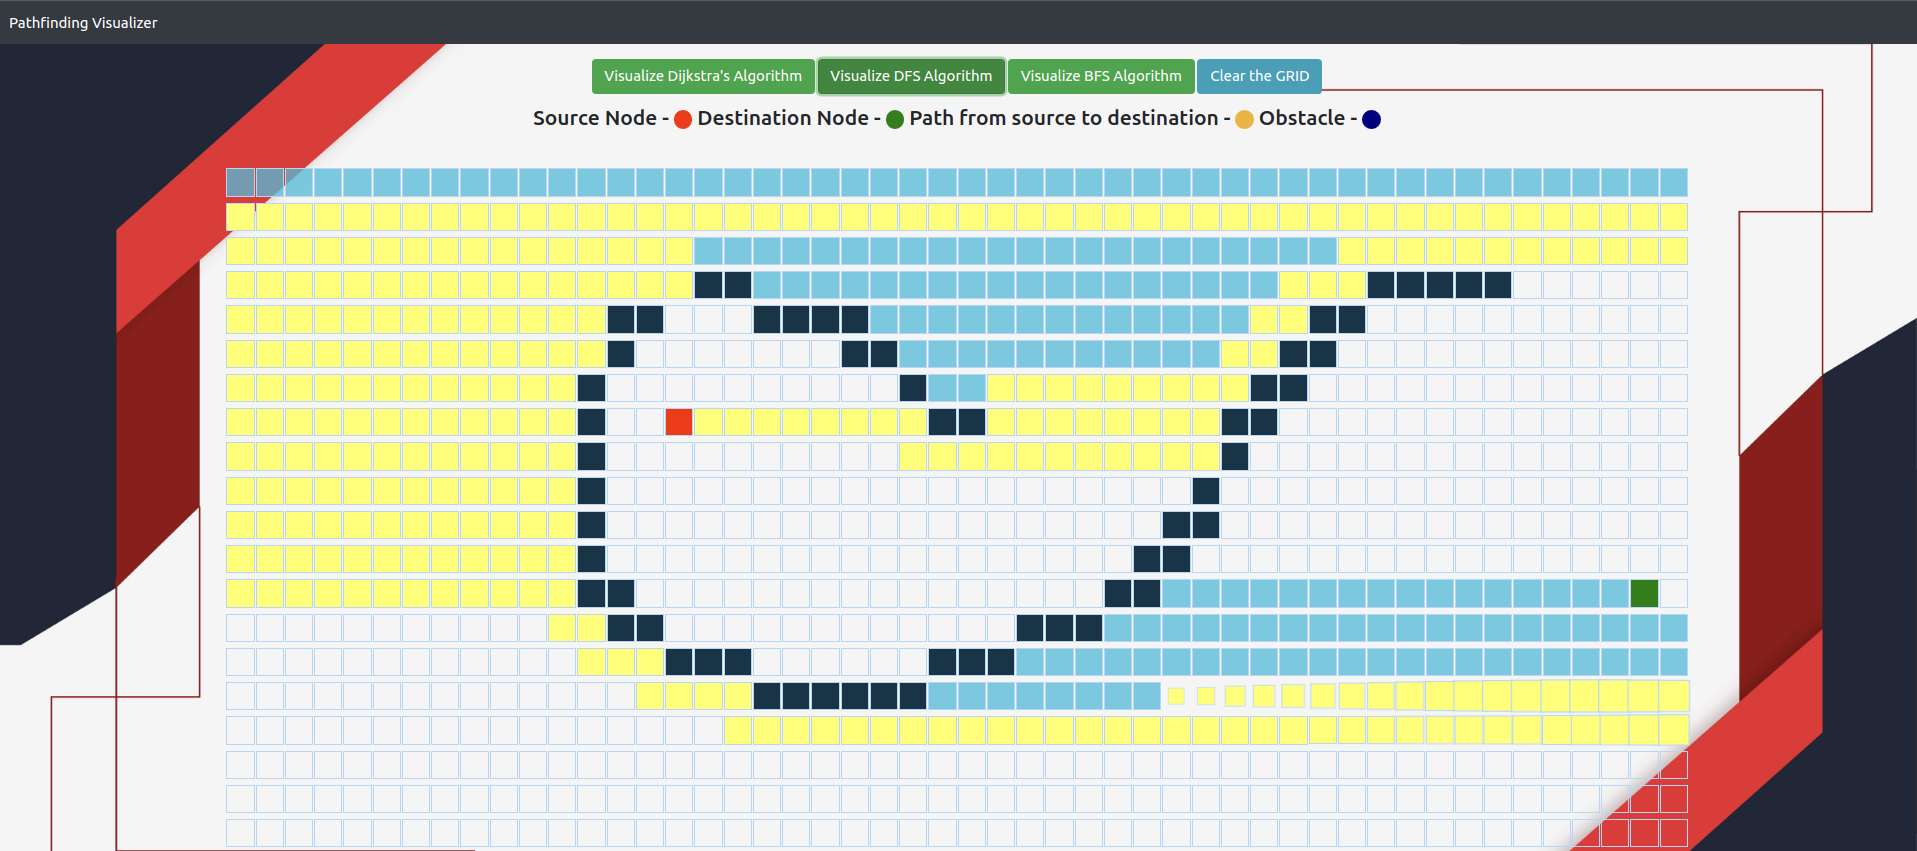 Pathfinding Visualizer
Visualize Dijkstra's Algorithm Visualize DFS Algorithm Visualize BFS Algorithm Clear the GRID
Source Node - Destination Node - Path from source to destination - Obstacle -